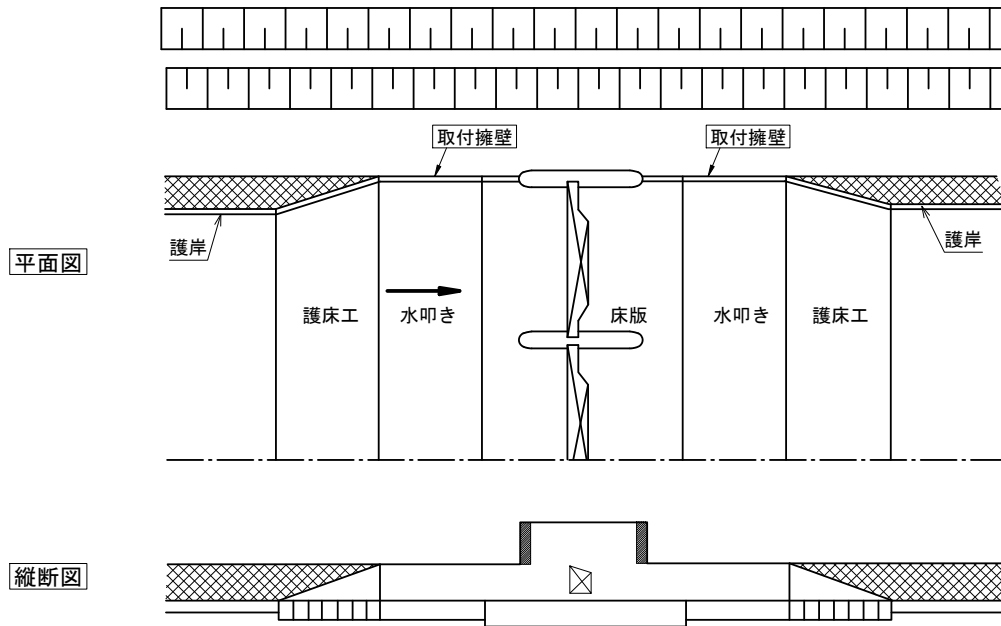 取付擁壁
取付擁壁
護岸
護岸
平面図
護床工
水叩き
床版
水叩き
護床工
縦断図